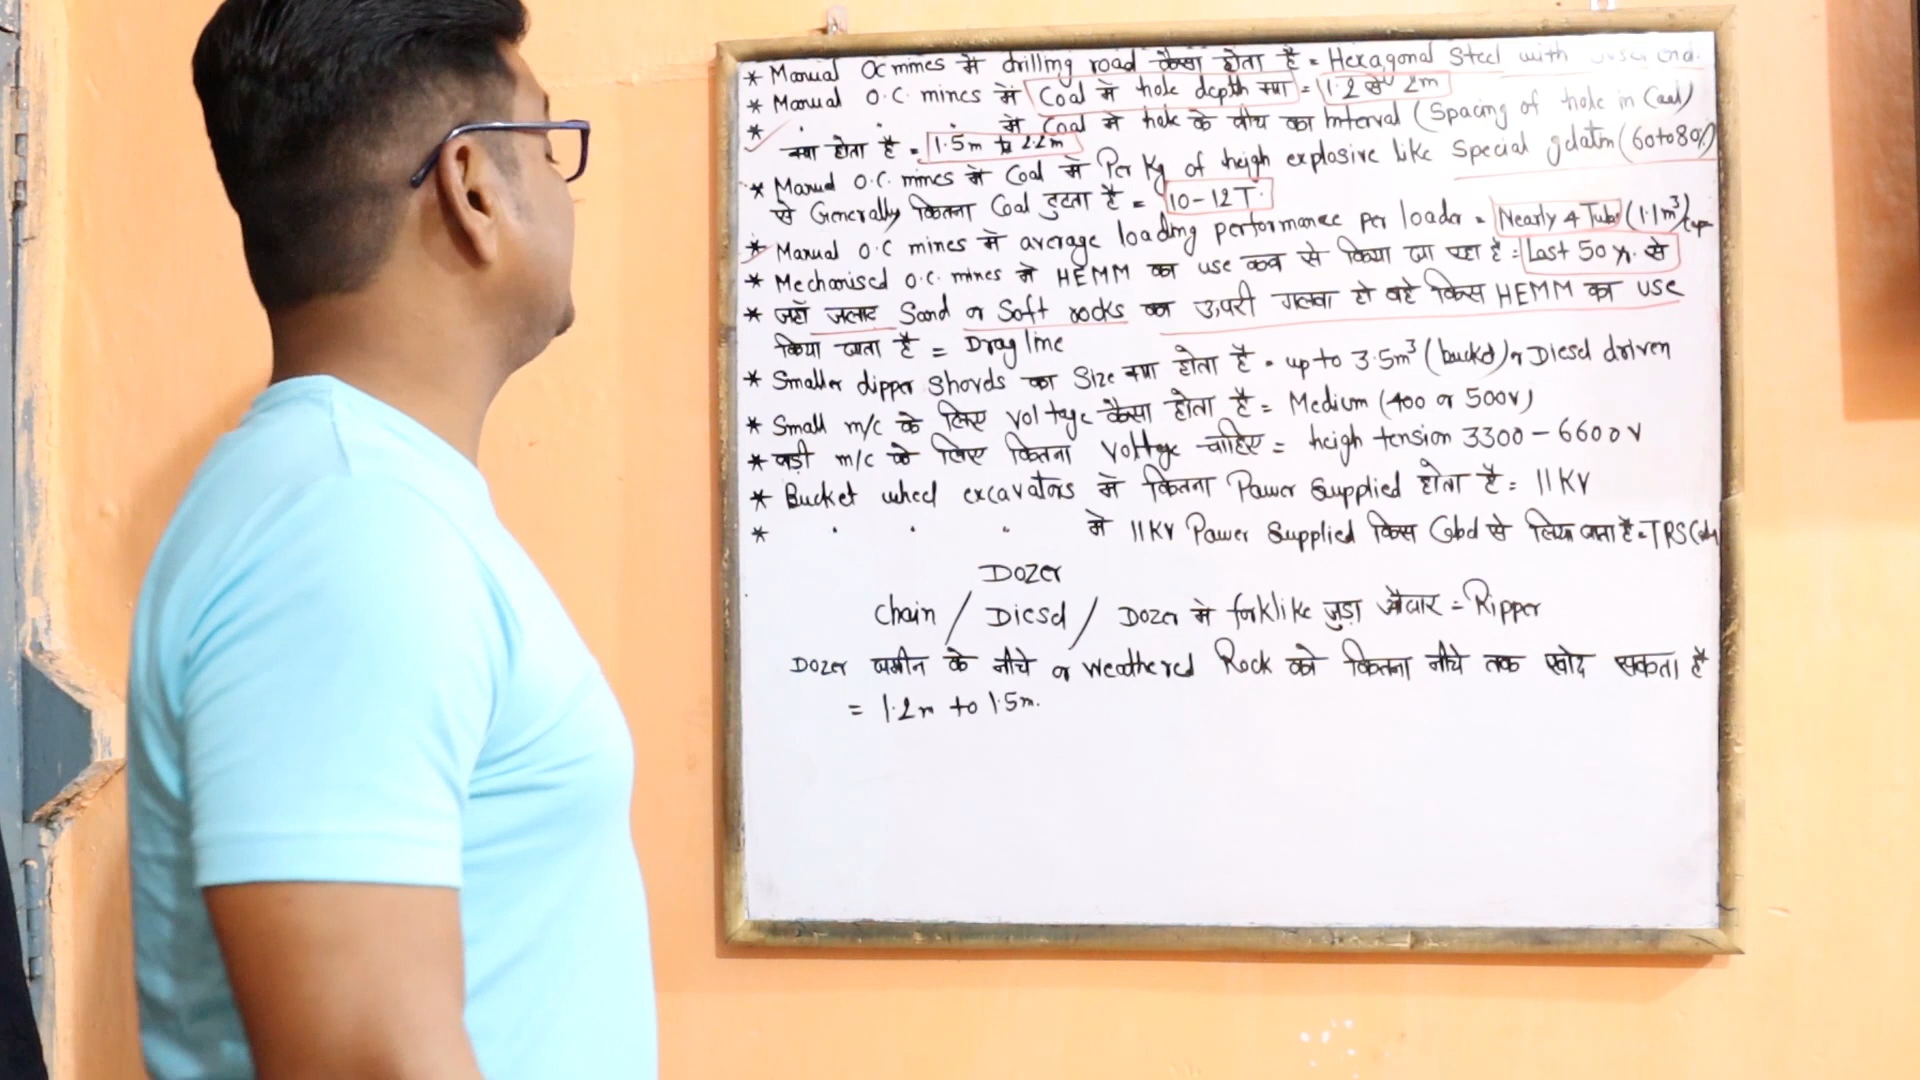 * Manual Oc mines में drilling road कैसा होता है = Hexagonal Steel with end.
* Manual O.C. mines में Coal में hole depth क्या = 1.2 से 2m
* " " " में Coal में hole के बीच का Interval (Spacing of hole in Coal)
क्या होता है = 1.5m to 2.2m
* Manual O.C. mines में Coal में Per Kg of heigh explosive like Special gelatin (60 to 80%)
से Generally कितना Coal टुटता है = 10-12T.
* Manual O.C mines में average loading performance per loader = Nearly 4 Tubs (1.1m³)
* Mechanised O.C. mines में HEMM का use कब से किया जा रहा है = Last 50 yr. से
* जहाँ Sand or Soft rocks का ऊपरी हो वहे किस HEMM का use
किया जाता है = Drag line
* Smaller dipper Shovels का Size क्या होता है = up to 3.5m³ (bucket) or Diesel driven
* Small m/c के लिए voltage कैसा होता है = Medium (400 or 500v)
* बड़ी m/c के लिए कितना voltage चाहिए = heigh tension 3300 - 6600 v
* Bucket wheel excavators में कितना Power Supplied होता है = 11KV
* " " " में 11KV Power Supplied किस Cabel से लिया जाता है = TRS
Dozer
Chain / Diesel / Dozer में forklike जुड़ा औजार = Ripper
Dozer जमीन के नीचे or weathered Rock को कितना नीचे तक खोद सकता है
= 1.2m to 1.5m.